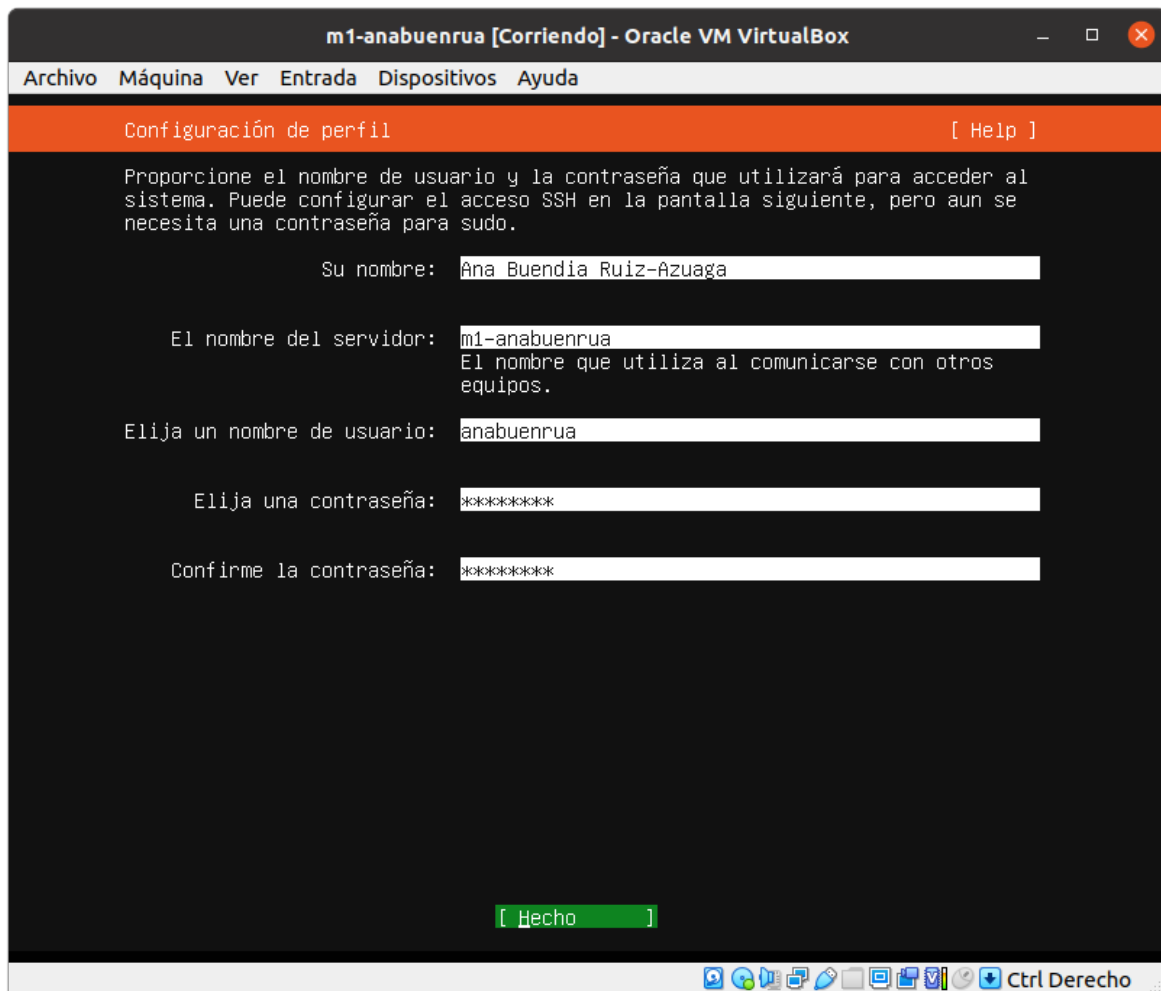 m1-anabuenrua [Corriendo] - Oracle VM VirtualBox
Archivo Máquina Ver Entrada Dispositivos Ayuda
Configuración de perfil [ Help ]
Proporcione el nombre de usuario y la contraseña que utilizará para acceder al
sistema. Puede configurar el acceso SSH en la pantalla siguiente, pero aun se
necesita una contraseña para sudo.
Su nombre: Ana Buendia Ruiz-Azuaga
El nombre del servidor: m1-anabuenrua
El nombre que utiliza al comunicarse con otros
equipos.
Elija un nombre de usuario: anabuenrua
Elija una contraseña: ********
Confirme la contraseña: ********
[ Hecho ]
Ctrl Derecho